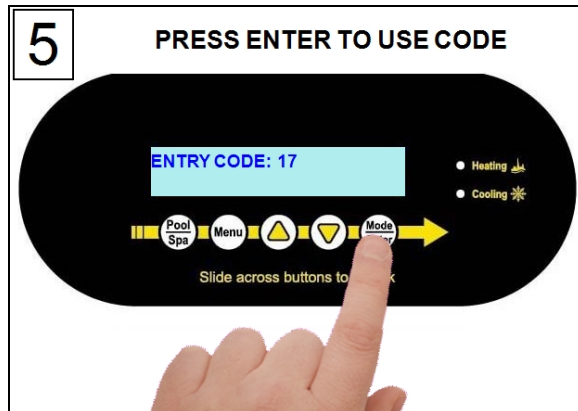 5
PRESS ENTER TO USE CODE
ENTRY CODE: 17
Heating
Cooling
Pool
Spa
Menu
Mode
Slide across buttons to